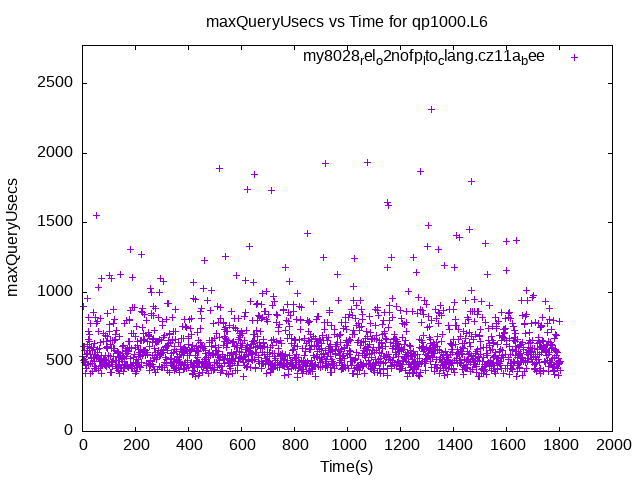 maxQueryUsecs vs Time for qp1000.L6
my8028relo2nofpltoclang.cz11abee
2500
2000
1500
1000
500
0
maxQueryUsecs
0 200 400 600 800 1000 1200 1400 1600 1800 2000
Time(s)